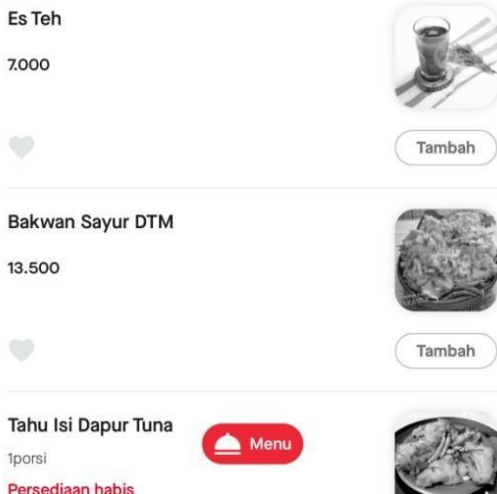 Es Teh
7.000
Tambah
Bakwan Sayur DTM
13.500
Tambah
Tahu Isi Dapur Tuna
Menu
1porsi
Persediaan habis